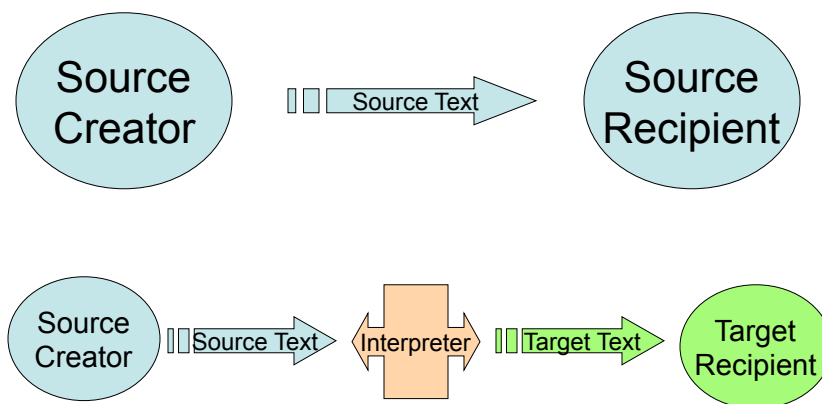 Source
Creator
Source Text
Source
Recipient
Source
Creator
Source Text
Interpreter
Target Text
Target
Recipient